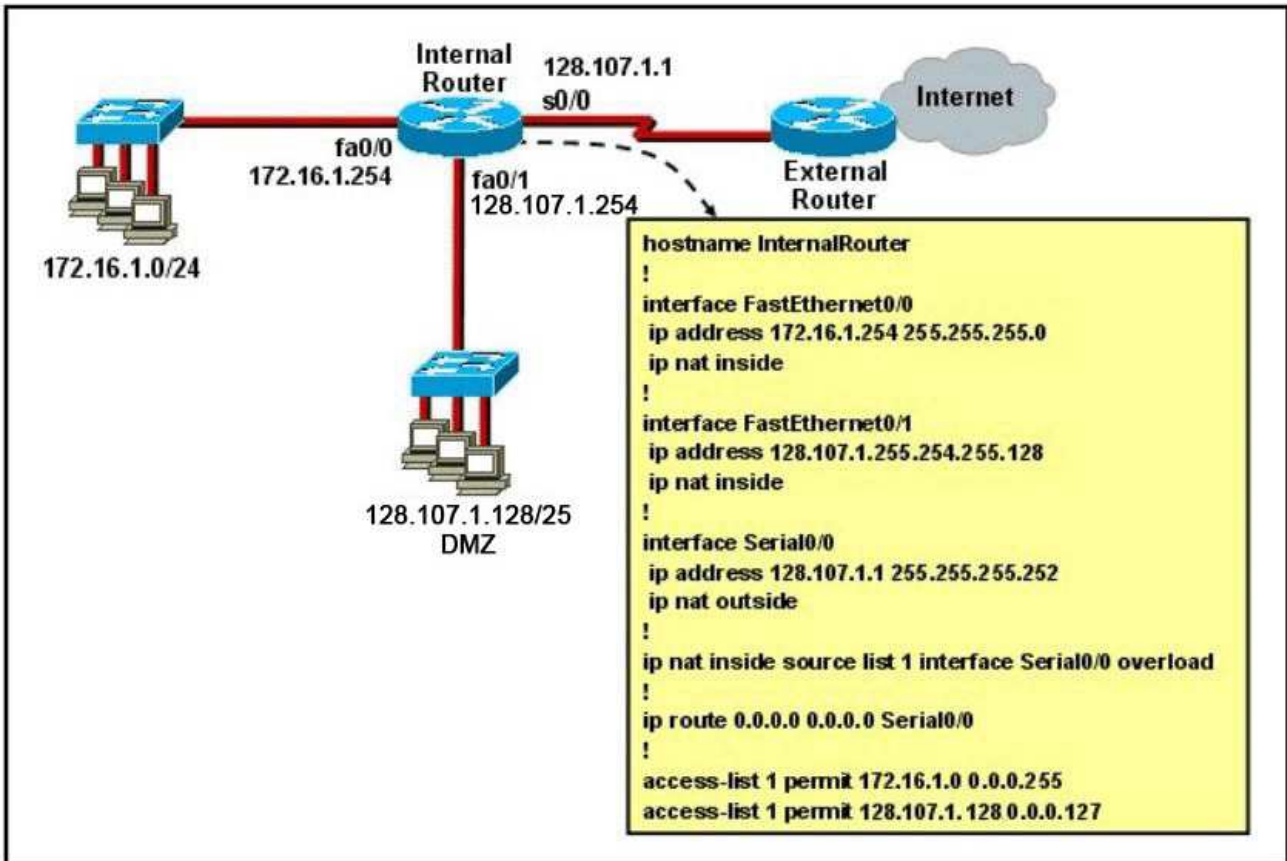 Internal
Router
128.107.1.1
s0/0
Internet
fa0/0
172.16.1.254
fa0/1
128.107.1.254
External
Router
172.16.1.0/24
128.107.1.128/25
DMZ
hostname InternalRouter
!
interface FastEthernet0/0
ip address 172.16.1.254 255.255.255.0
ip nat inside
!
interface FastEthernet0/1
ip address 128.107.1.255.254.255.128
ip nat inside
!
interface Serial0/0
ip address 128.107.1.1 255.255.255.252
ip nat outside
!
ip nat inside source list 1 interface Serial0/0 overload
!
ip route 0.0.0.0 0.0.0.0 Serial0/0
!
access-list 1 permit 172.16.1.0 0.0.0.255
access-list 1 permit 128.107.1.128 0.0.0.127